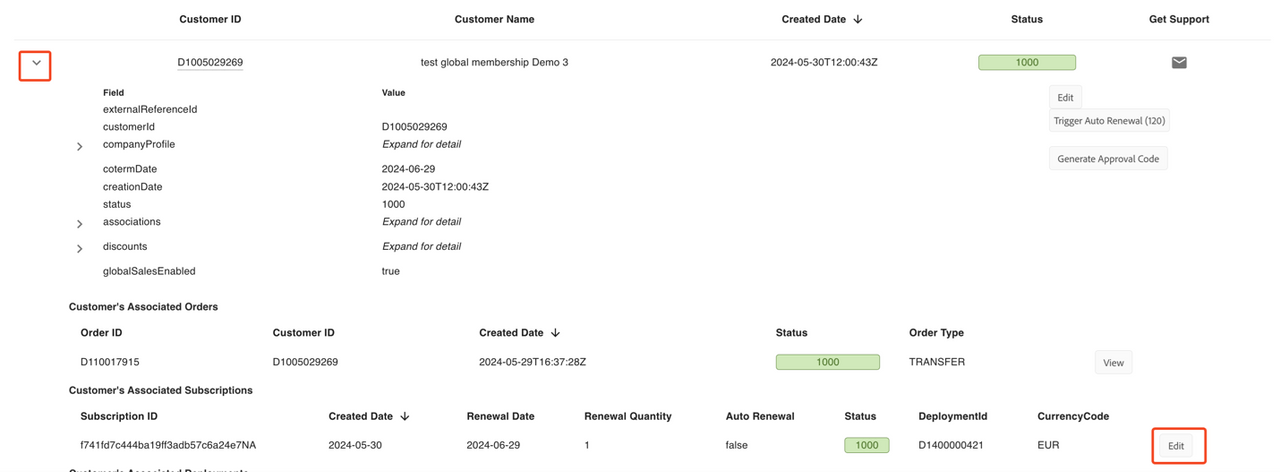 Customer ID Customer Name Created Date Status Get Support
D1005029269 test global membership Demo 3 2024-05-30T12:00:43Z 1000
Field Value
Edit
externalReferenceId
Trigger Auto Renewal (120)
customerId D1005029269
companyProfile Expand for detail
Generate Approval Code
cotermDate 2024-06-29
creationDate 2024-05-30T12:00:43Z
status 1000
associations Expand for detail
discounts Expand for detail
globalSalesEnabled true
Customer's Associated Orders
Order ID Customer ID Created Date Status Order Type
D110017915 D1005029269 2024-05-29T16:37:28Z 1000 TRANSFER View
Customer's Associated Subscriptions
Subscription ID Created Date Renewal Date Renewal Quantity Auto Renewal Status DeploymentId CurrencyCode
f741fd7c444ba19ff3adb57c6a24e7NA 2024-05-30 2024-06-29 1 false 1000 D1400000421 EUR Edit
Customer's Associated Deployments